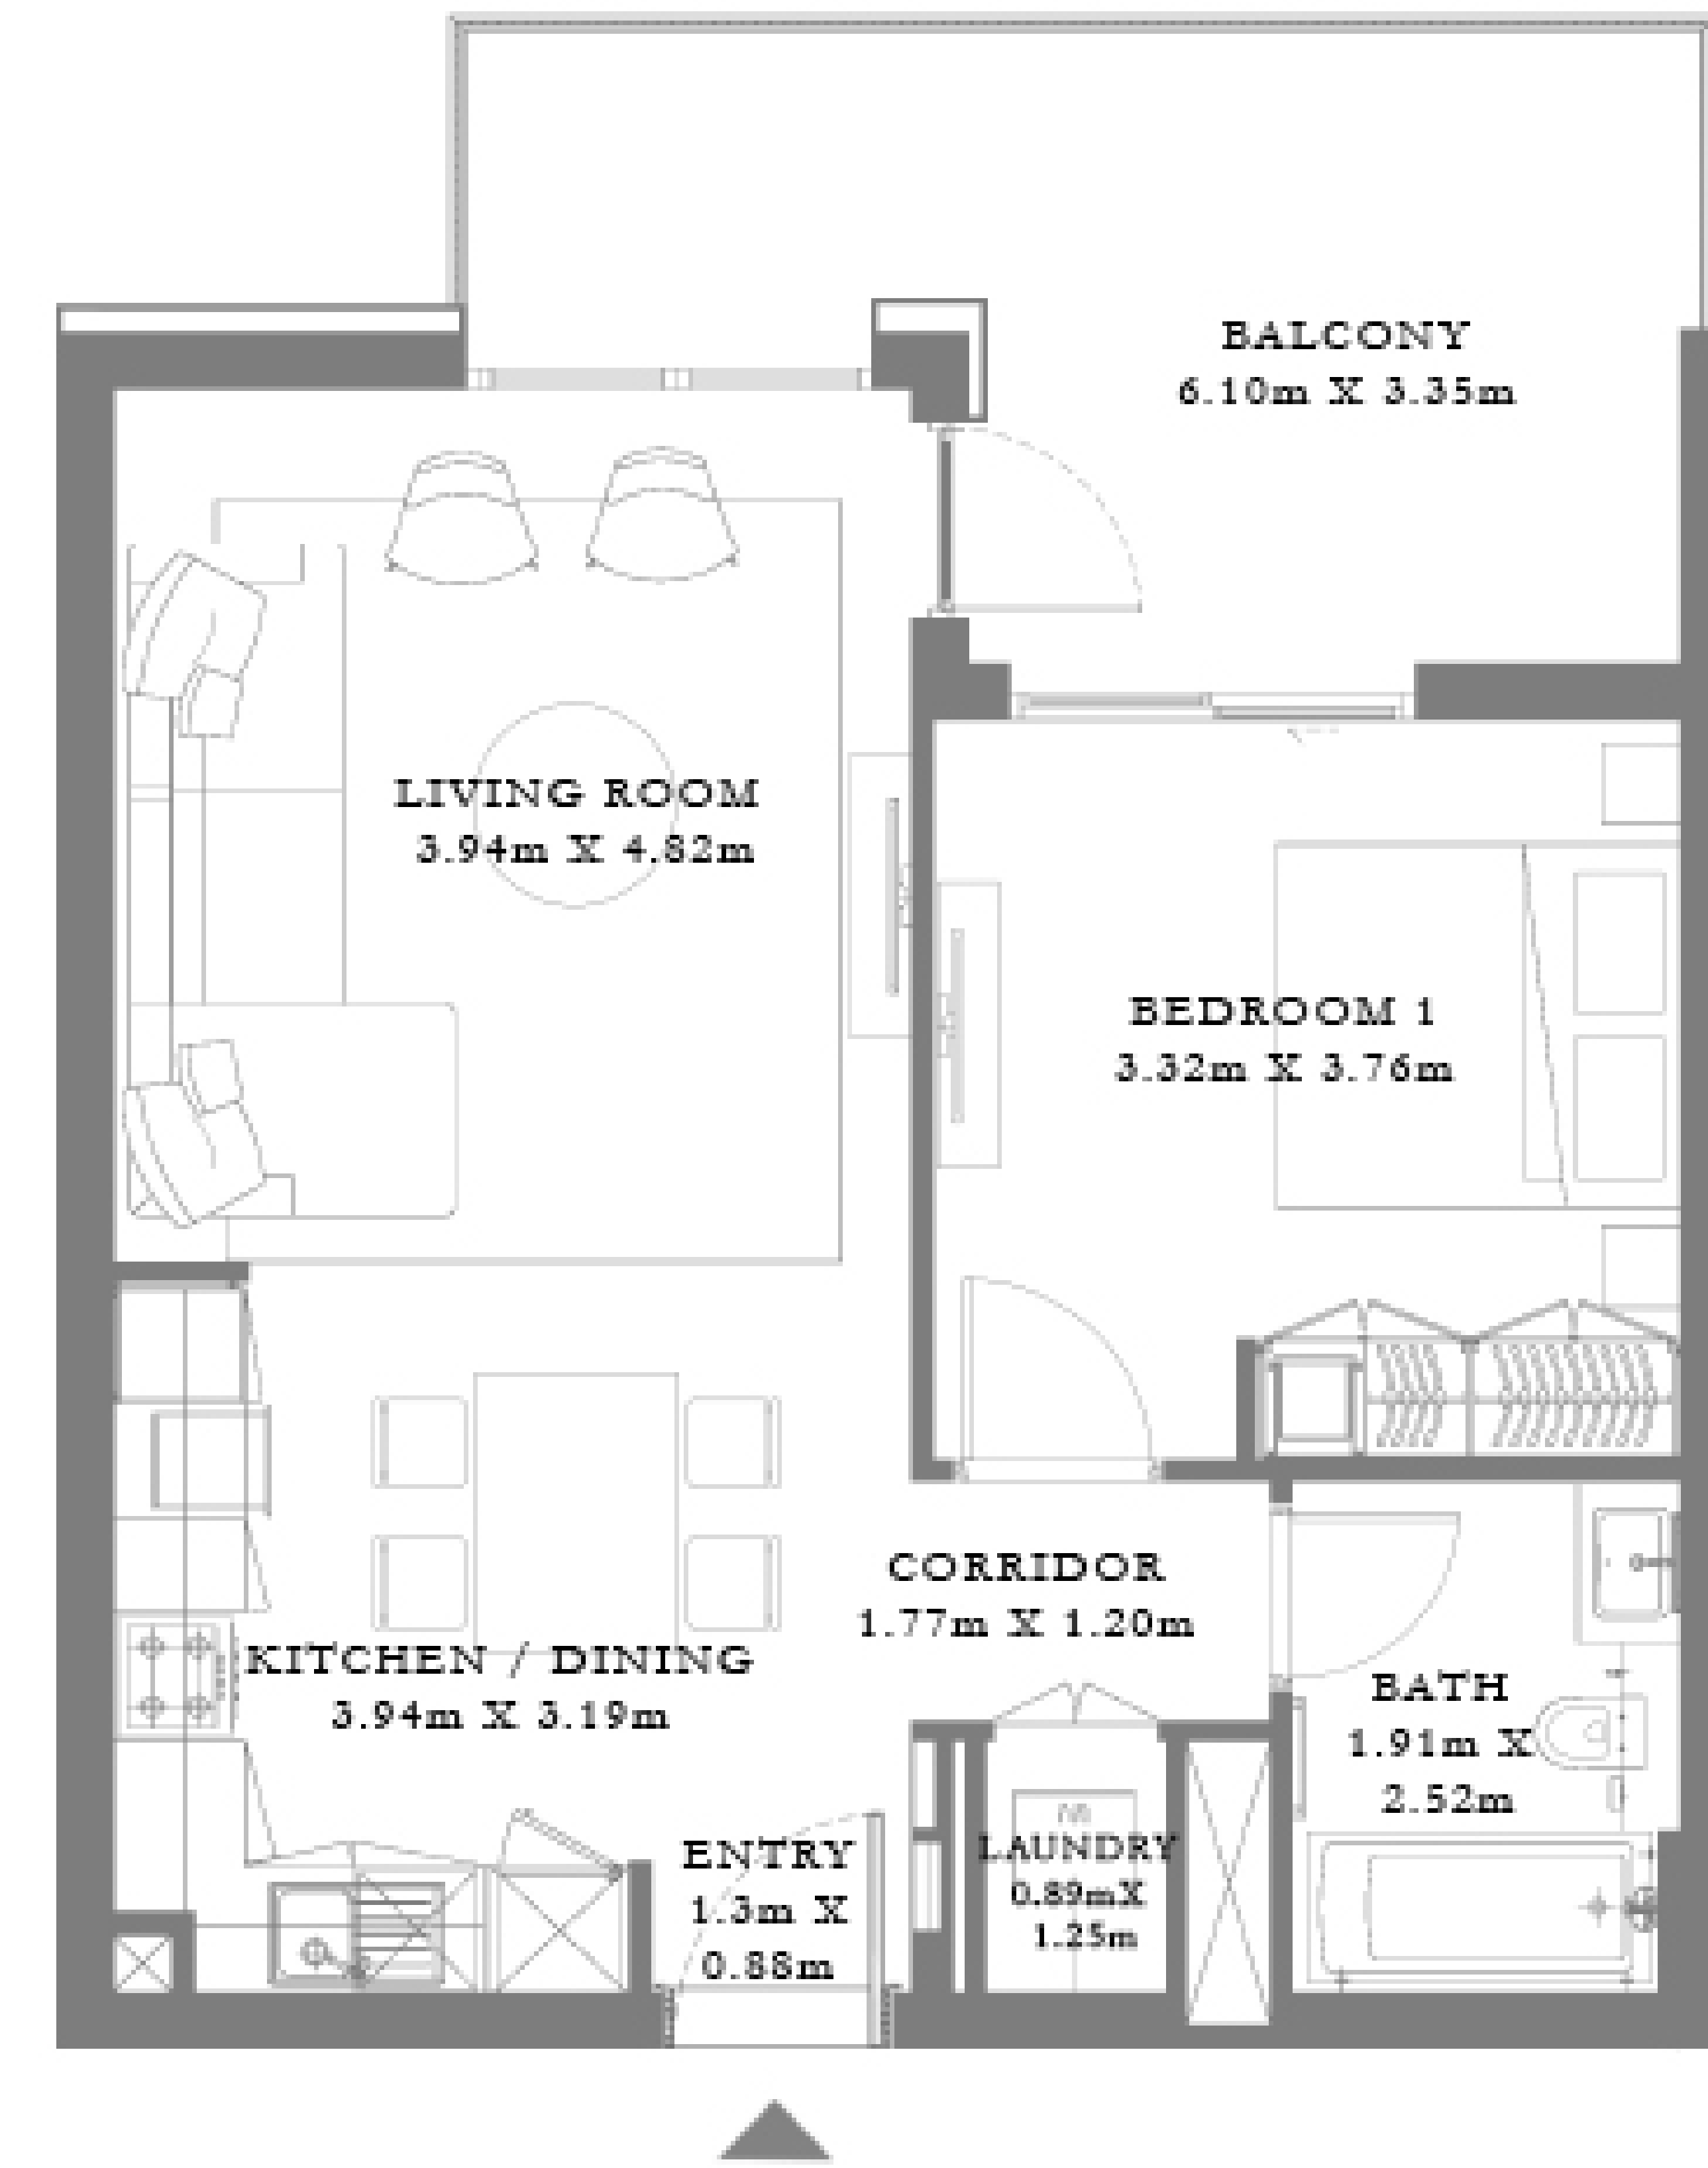 BALCONY
6.10m X 3.35m
LIVING ROOM
3.94m X 4.82m
BEDROOM 1
3.32m X 3.76m
CORRIDOR
1.77m X 1.20m
KITCHEN / DINING
3.94m X 3.19m
BATH
1.91m X
2.52m
ENTRY
1.3m X
0.88m
LAUNDRY
0.89mX
1.25m